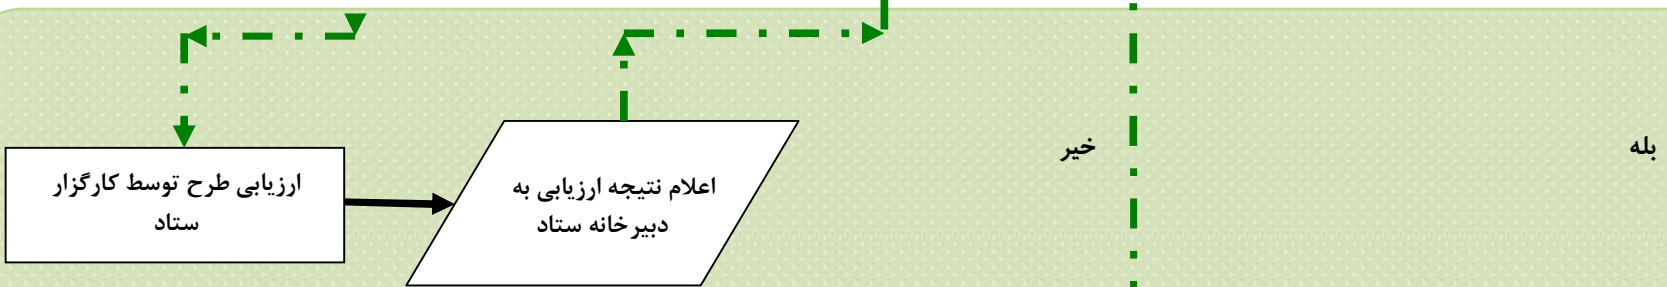 بله
خیر
اعلام نتیجه ارزیابی به
دبیرخانه ستاد
ارزیابی طرح توسط کارگزار
ستاد